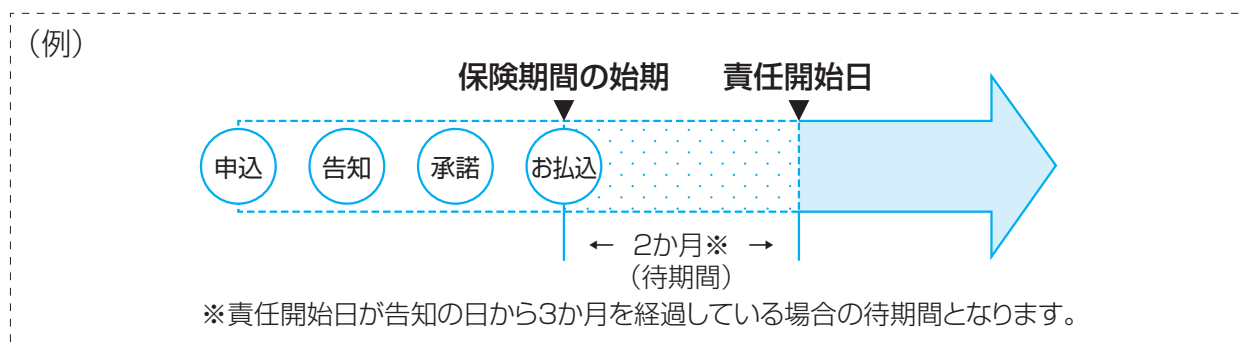 （例）
保険期間の始期　責任開始日
申込　告知　承諾　お払込
← 2か月※ →
（待期間）
※責任開始日が告知の日から3か月を経過している場合の待期間となります。